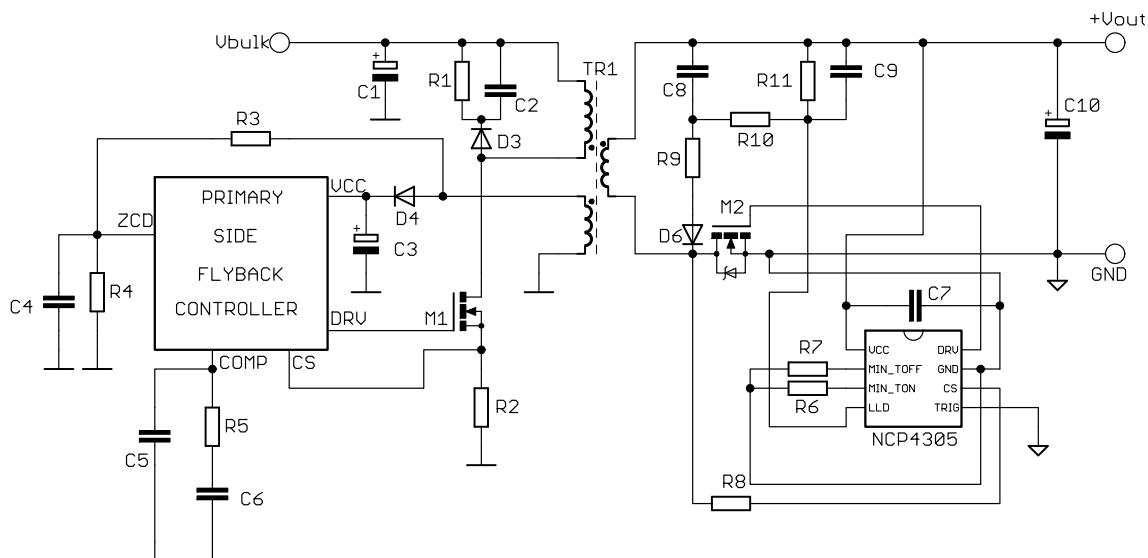 +Vout
Vbulk
TR1
C1
R1
C2
C8
R11
C9
C10
R3
D3
R10
R9
VCC
PRIMARY
D4
M2
ZCD
SIDE
C3
D6
FLYBACK
GND
C4
R4
CONTROLLER
C7
DRV
M1
R7
VCC
DRV
COMP
CS
MIN_TOFF
GND
R6
MIN_TON
CS
R2
LLD
TRIG
R5
NCP4305
C5
C6
R8